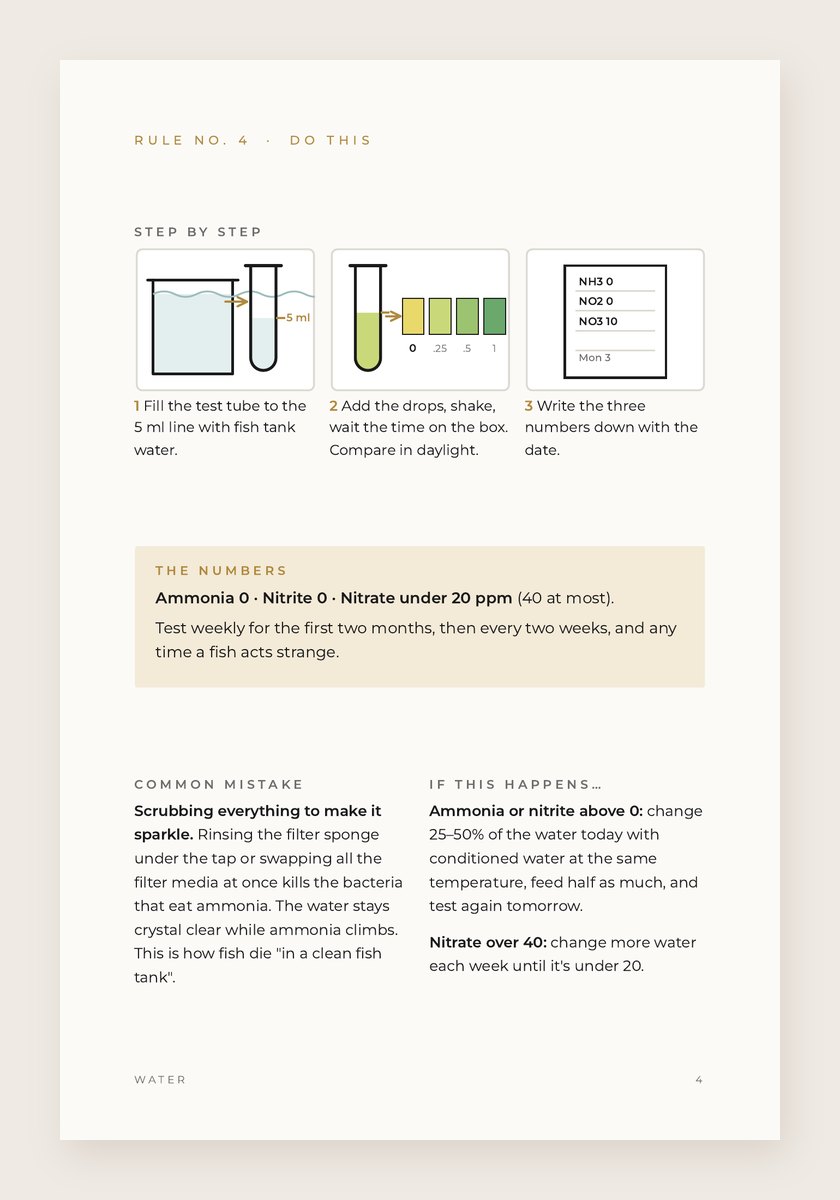 RULE NO. 4 · DO THIS
STEP BY STEP
5 ml
0 .25 .5 1
NH3 0
NO2 0
NO3 10
Mon 3
1 Fill the test tube to the
5 ml line with fish tank
water.
2 Add the drops, shake,
wait the time on the box.
Compare in daylight.
3 Write the three
numbers down with the
date.
THE NUMBERS
Ammonia 0 · Nitrite 0 · Nitrate under 20 ppm (40 at most).
Test weekly for the first two months, then every two weeks, and any
time a fish acts strange.
COMMON MISTAKE
Scrubbing everything to make it
sparkle. Rinsing the filter sponge
under the tap or swapping all the
filter media at once kills the bacteria
that eat ammonia. The water stays
crystal clear while ammonia climbs.
This is how fish die "in a clean fish
tank".
IF THIS HAPPENS…
Ammonia or nitrite above 0: change
25–50% of the water today with
conditioned water at the same
temperature, feed half as much, and
test again tomorrow.
Nitrate over 40: change more water
each week until it's under 20.
WATER
4